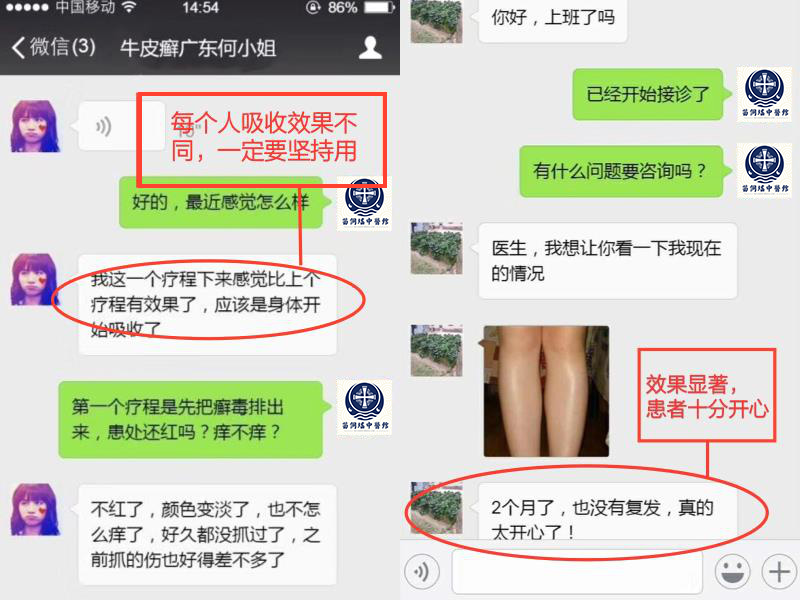 中国移动
14:54
86%
微信(3)
牛皮癣广东何小姐
每个人吸收效果不
同，一定要坚持用
好的，最近感觉怎么样
我这一个疗程下来感觉比上个
疗程有效果了，应该是身体开
始吸收了
第一个疗程是先把癣毒排出
来，患处还红吗？痒不痒？
不红了，颜色变淡了，也不怎
么痒了，好久都没抓过了，之
前抓的伤也好得差不多了
你好，上班了吗
已经开始接诊了
有什么问题要咨询吗？
医生，我想让你看一下我现在
的情况
效果显著，
患者十分开心
2个月了，也没有复发，真的
太开心了！